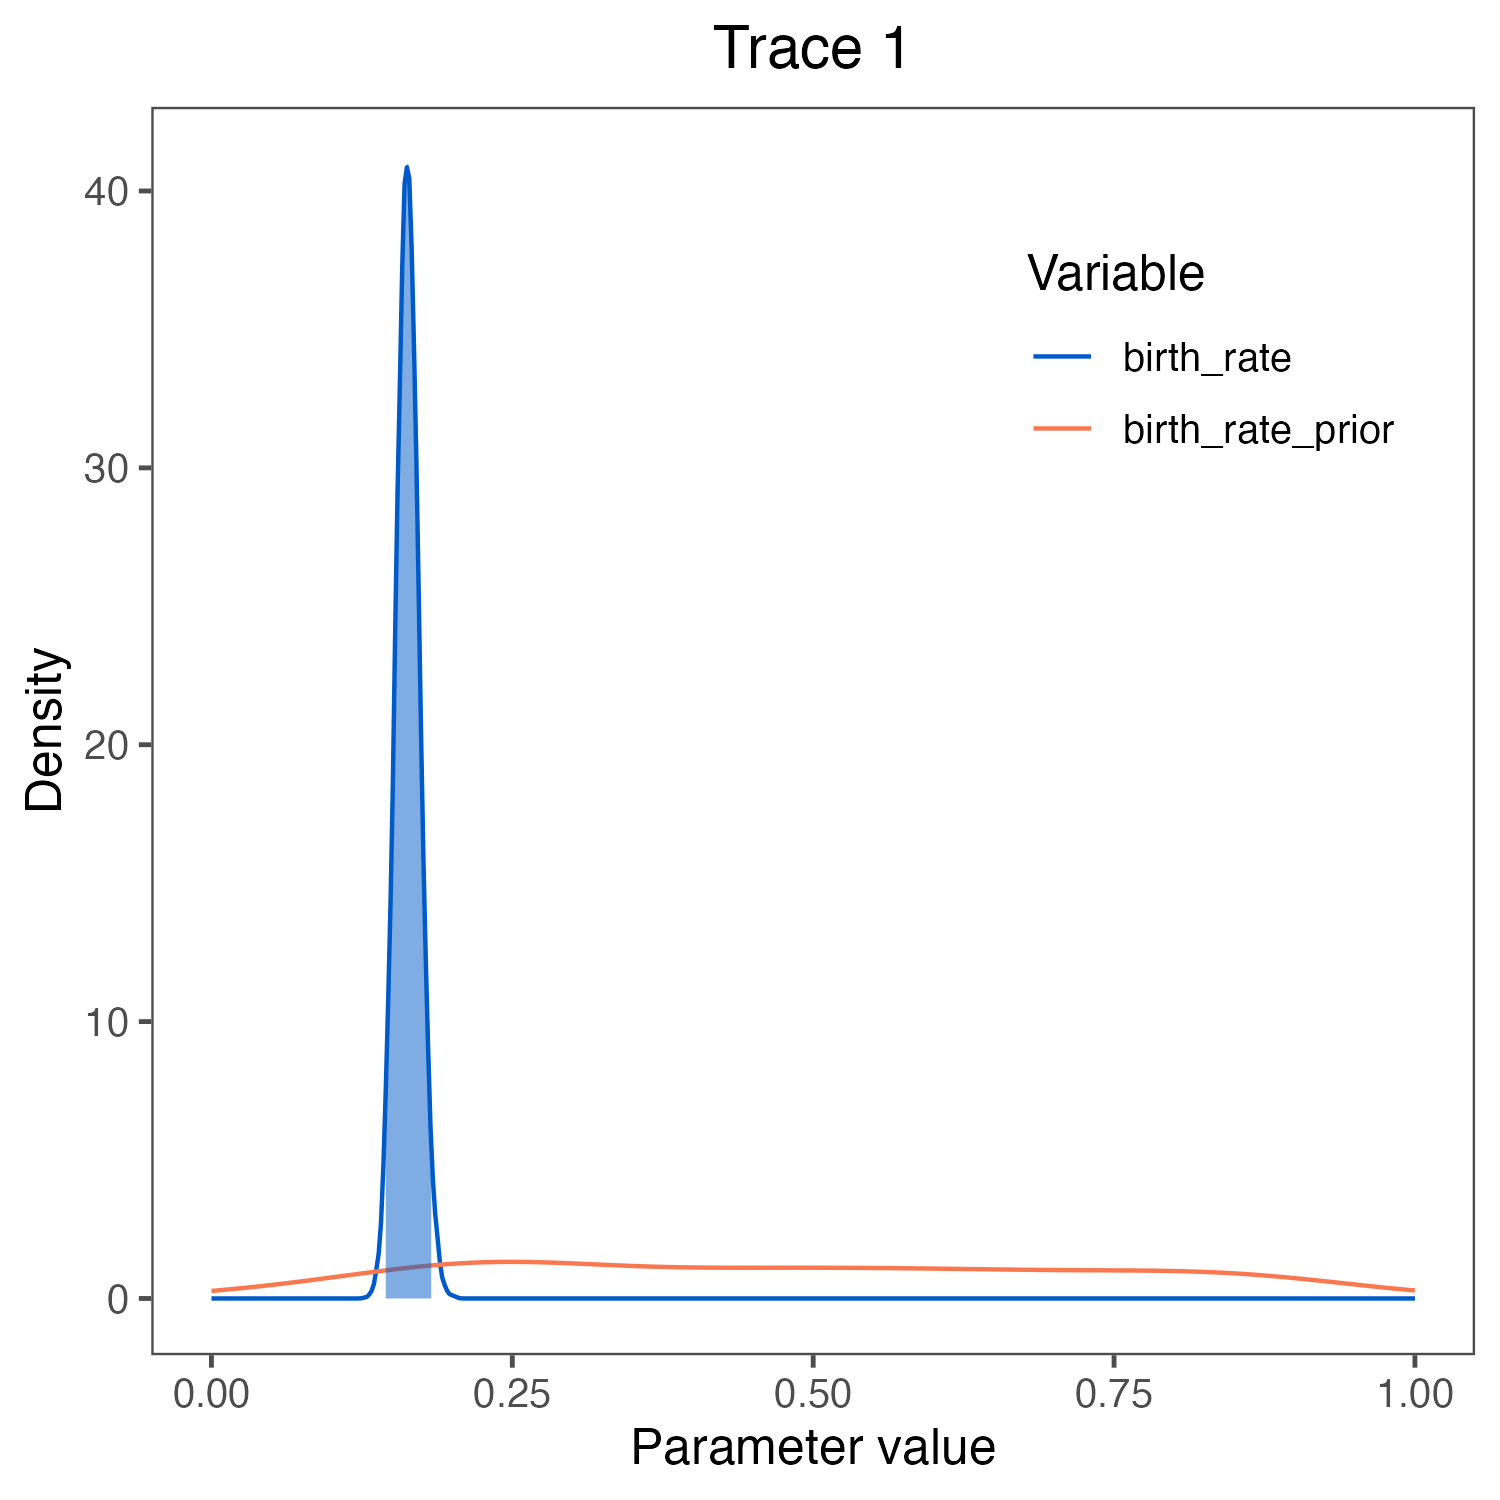 Trace 1
Density
40
30
20
10
0
Variable
birth_rate
birth_rate_prior
0.00 0.25 0.50 0.75 1.00
Parameter value